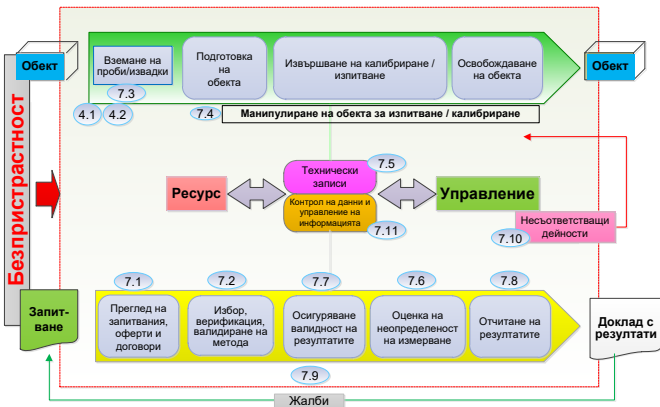 Безпристрастност
Обект
Вземане на
проби/извадки
7.3
4.1
4.2
Подготовка
на
обекта
7.4
Извършване на калибриране /
изпитване
Освобождаване
на обекта
Обект
Манипулиране на обекта за изпитване / калибриране
Ресурс
7.5
Технически
записи
Контрол на данни и
управление на
информацията
7.11
Управление
Несъответстващи
дейности
7.10
Запит-
ване
7.1
Преглед на
запитвания,
оферти и
договори
7.2
Избор,
верификация,
валидиране на
метода
7.7
Осигуряване
валидност на
резултатите
7.6
Оценка на
неопределеност
на измерване
7.8
Отчитане на
резултатите
Доклад с
резултати
7.9
Жалби